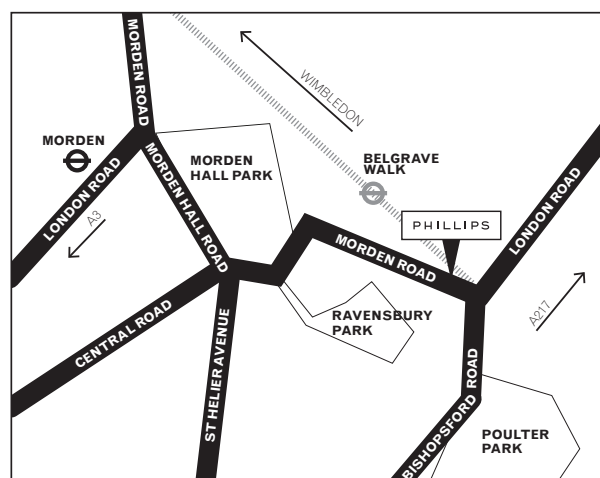 MORDEN ROAD
WIMBLEDON
MORDEN
LONDON ROAD
MORDEN HALL ROAD
MORDEN
HALL PARK
BELGRAVE
WALK
LONDON ROAD
A3
PHILLIPS
MORDEN ROAD
A217
CENTRAL ROAD
ST HELIER AVENUE
RAVENSBURY
PARK
BISHOPSFORD ROAD
POULTER
PARK